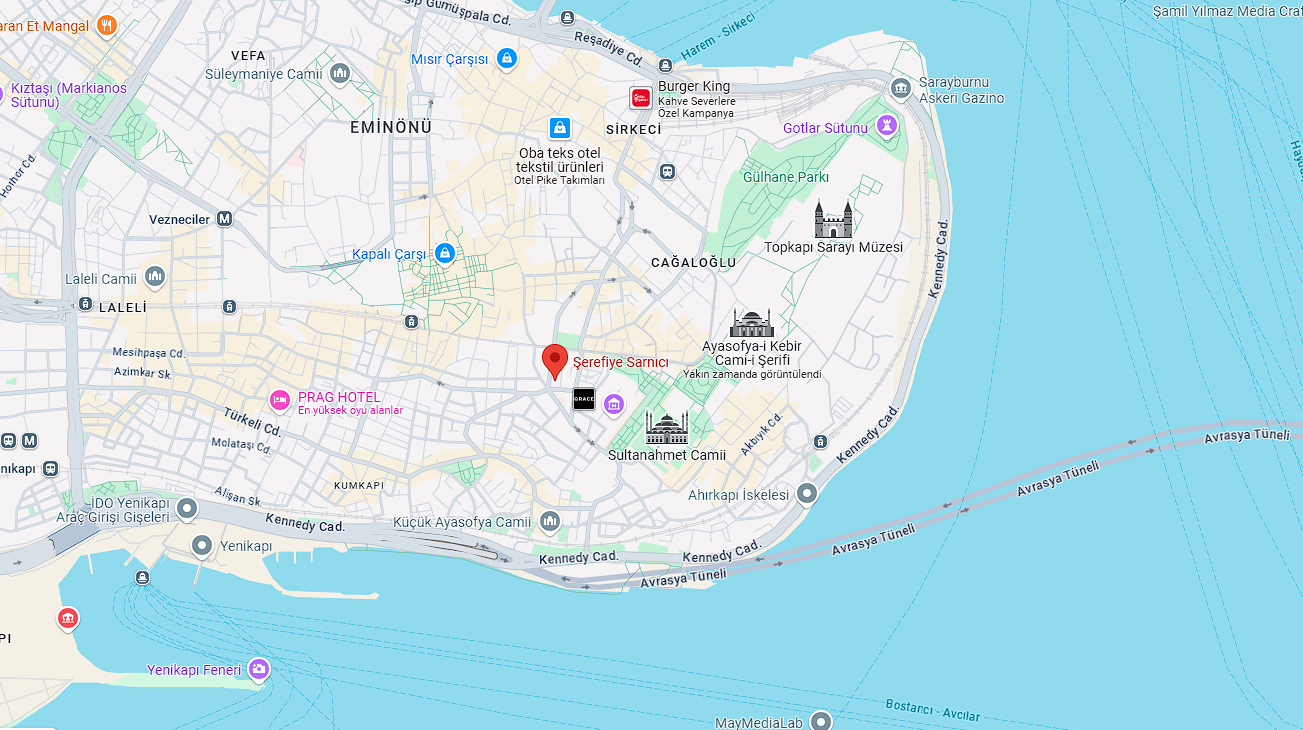 sip Gümüşpala Cd.
Şamil Yılmaz Media Craf
aran Et Mangal
Reşadiye Cd.
Harem - Sirkeci
VEFA
Mısır Çarşısı
Süleymaniye Camii
Kıztaşı (Markianos
Sütunu)
Burger King
Kahve Severlere
Özel Kampanya
Sarayburnu
Askeri Gazino
EMİNÖNÜ
SİRKECİ
Gotlar Sütunu
Oba teks otel
tekstil ürünleri
Otel Pike Takımları
Horhor Cd.
Gülhane Parkı
Vezneciler
M
Topkapı Sarayı Müzesi
Kapalı Çarşı
CAĞALOĞLU
Kennedy Cad.
Laleli Camii
LALELİ
Ayasofya-i Kebir
Cami-i Şerifi
Yakın zamanda görüntülendi
Mesihpaşa Cd.
Azimkar Sk.
Şerefiye Sarnıcı
GRACE
PRAG HOTEL
En yüksek oyu alanlar
Türkeli Cd.
Molataşı Cd.
Akbıyık Cd.
Sultanahmet Camii
Kennedy Cad.
Avrasya Tüneli
M
enikapı
KUMKAPI
Avrasya Tüneli
Alişan Sk.
Ahırkapı İskelesi
İDO Yenikapı
Araç Girişi Gişeleri
Kennedy Cad.
Küçük Ayasofya Camii
Yenikapı
Avrasya Tüneli
Kennedy Cad.
Kennedy Cad.
Avrasya Tüneli
PI
Yenikapı Feneri
Bostancı - Avcılar
MayMediaLab